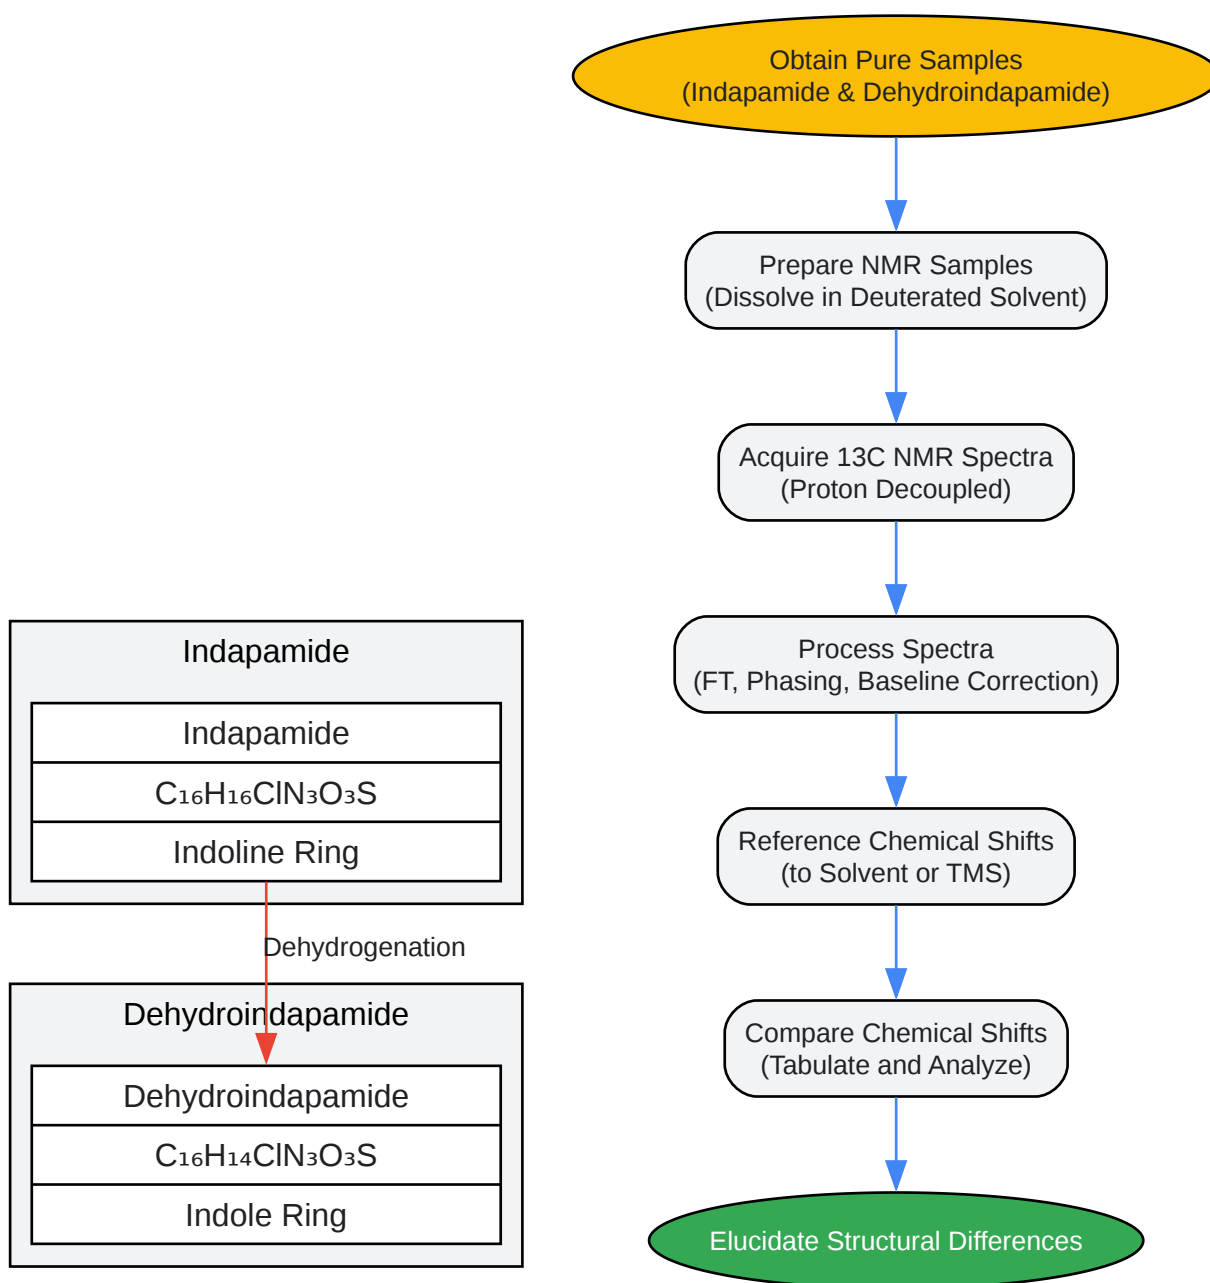 Obtain Pure Samples
(Indapamide & Dehydroindapamide)
Prepare NMR Samples
(Dissolve in Deuterated Solvent)
Acquire 13C NMR Spectra
(Proton Decoupled)
Process Spectra
(FT, Phasing, Baseline Correction)
Reference Chemical Shifts
(to Solvent or TMS)
Compare Chemical Shifts
(Tabulate and Analyze)
Elucidate Structural Differences
Indapamide
Indapamide
C₁₆H₁₆ClN₃O₃S
Indoline Ring
Dehydrogenation
Dehydroindapamide
Dehydroindapamide
C₁₆H₁₄ClN₃O₃S
Indole Ring